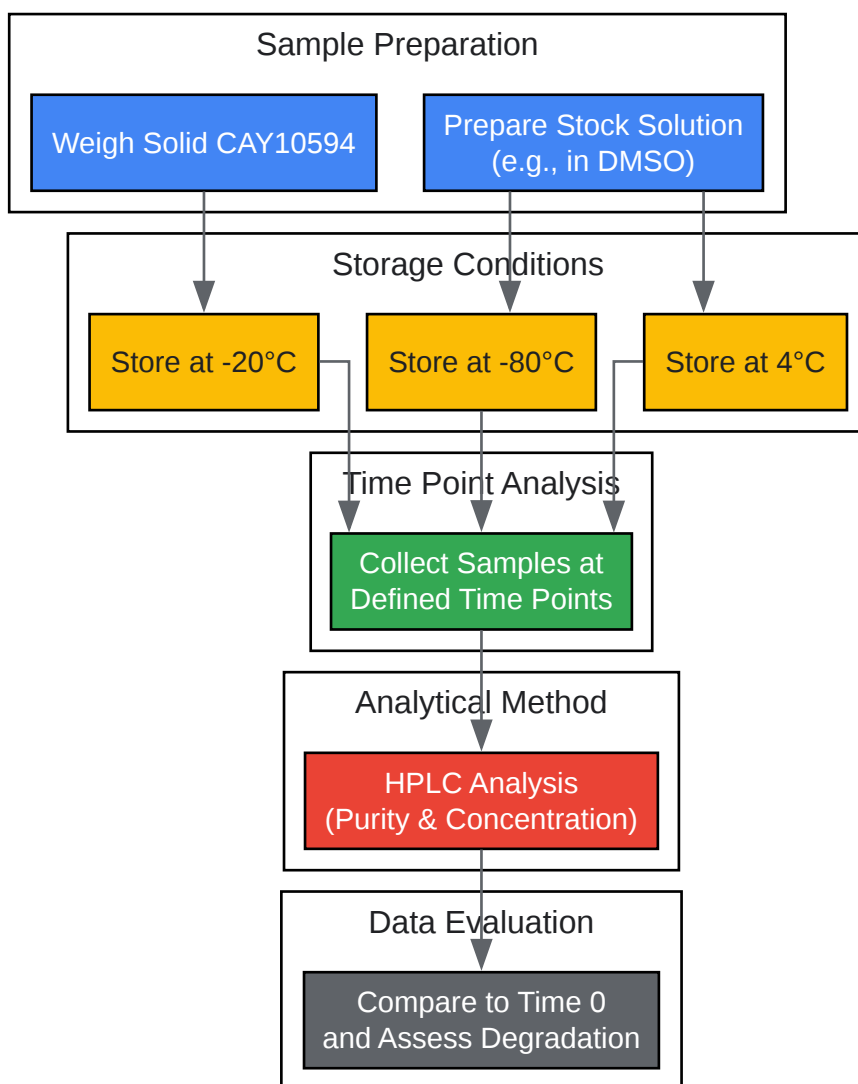 Sample Preparation
Weigh Solid CAY10594
Prepare Stock Solution
(e.g., in DMSO)
Storage Conditions
Store at -20°C
Store at -80°C
Store at 4°C
Time Point Analysis
Collect Samples at
Defined Time Points
Analytical Method
HPLC Analysis
(Purity & Concentration)
Data Evaluation
Compare to Time 0
and Assess Degradation